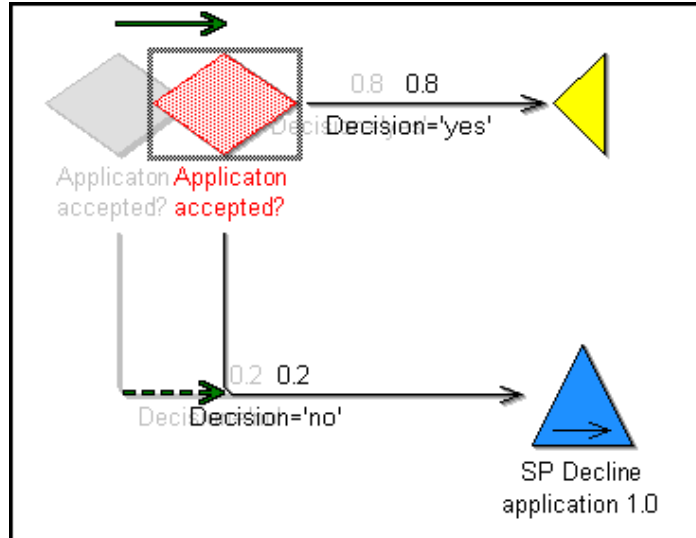 0.8 0.8
Decision='yes'
Applicaton Applicaton
accepted? accepted?
0.2 0.2
Decision='no'
SP Decline
application 1.0